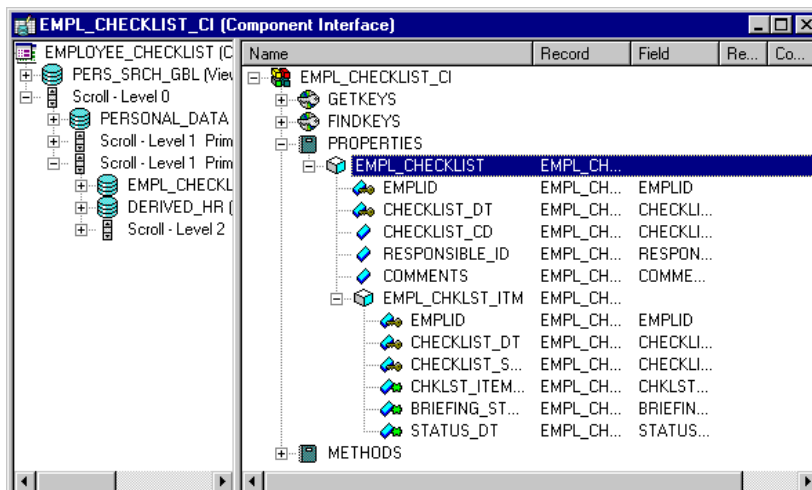 EMPL_CHECKLIST_CI (Component Interface)
EMPLOYEE_CHECKLIST (C
PERS_SRCH_GBL (View
Scroll - Level 0
PERSONAL_DATA
Scroll - Level 1 Prim
Scroll - Level 1 Prim
EMPL_CHECKL
DERIVED_HR (
Scroll - Level 2
Name Record Field Re... Co...
EMPL_CHECKLIST_CI
GETKEYS
FINDKEYS
PROPERTIES
EMPL_CHECKLIST EMPL_CH...
EMPLID EMPL_CH... EMPLID
CHECKLIST_DT EMPL_CH... CHECKLI...
CHECKLIST_CD EMPL_CH... CHECKLI...
RESPONSIBLE_ID EMPL_CH... RESPON...
COMMENTS EMPL_CH... COMME...
EMPL_CHKLST_ITM EMPL_CH...
EMPLID EMPL_CH... EMPLID
CHECKLIST_DT EMPL_CH... CHECKLI...
CHECKLIST_S... EMPL_CH... CHECKLI...
CHKLST_ITEM... EMPL_CH... CHKLST...
BRIEFING_ST... EMPL_CH... BRIEFIN...
STATUS_DT EMPL_CH... STATUS...
METHODS